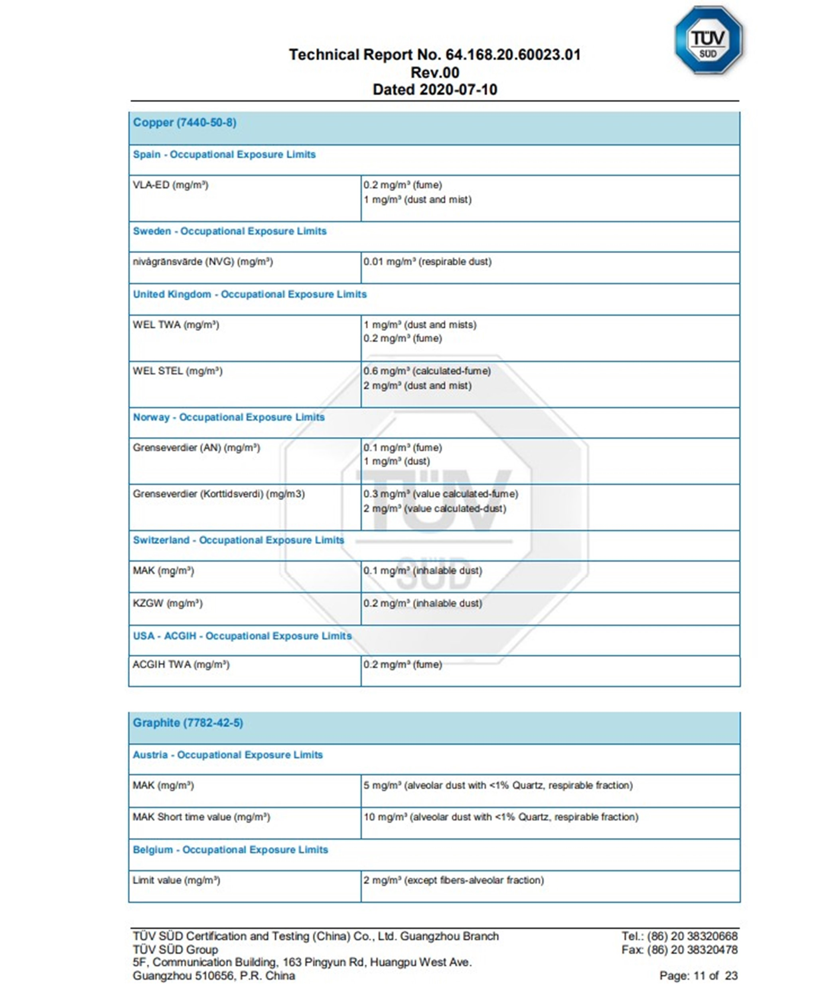 TÜV
SÜD
Technical Report No. 64.168.20.60023.01
Rev.00
Dated 2020-07-10
Copper (7440-50-8)
Spain - Occupational Exposure Limits
VLA-ED (mg/m³) 0.2 mg/m³ (fume)
1 mg/m³ (dust and mist)
Sweden - Occupational Exposure Limits
nivågränsvärde (NVG) (mg/m³) 0.01 mg/m³ (respirable dust)
United Kingdom - Occupational Exposure Limits
WEL TWA (mg/m³) 1 mg/m³ (dust and mists)
0.2 mg/m³ (fume)
WEL STEL (mg/m³) 0.6 mg/m³ (calculated-fume)
2 mg/m³ (dust and mist)
Norway - Occupational Exposure Limits
Grenseverdier (AN) (mg/m³) 0.1 mg/m³ (fume)
1 mg/m³ (dust)
Grenseverdier (Korttidsverdi) (mg/m3) 0.3 mg/m³ (value calculated-fume)
2 mg/m³ (value calculated-dust)
Switzerland - Occupational Exposure Limits
MAK (mg/m³) 0.1 mg/m³ (inhalable dust)
KZGW (mg/m³) 0.2 mg/m³ (inhalable dust)
USA - ACGIH - Occupational Exposure Limits
ACGIH TWA (mg/m³) 0.2 mg/m³ (fume)
TÜV
SÜD
Graphite (7782-42-5)
Austria - Occupational Exposure Limits
MAK (mg/m³) 5 mg/m³ (alveolar dust with <1% Quartz, respirable fraction)
MAK Short time value (mg/m³) 10 mg/m³ (alveolar dust with <1% Quartz, respirable fraction)
Belgium - Occupational Exposure Limits
Limit value (mg/m³) 2 mg/m³ (except fibers-alveolar fraction)
TÜV SÜD Certification and Testing (China) Co., Ltd. Guangzhou Branch Tel.: (86) 20 38320668
TÜV SÜD Group Fax: (86) 20 38320478
5F, Communication Building, 163 Pingyun Rd, Huangpu West Ave.
Guangzhou 510656, P.R. China Page: 11 of 23